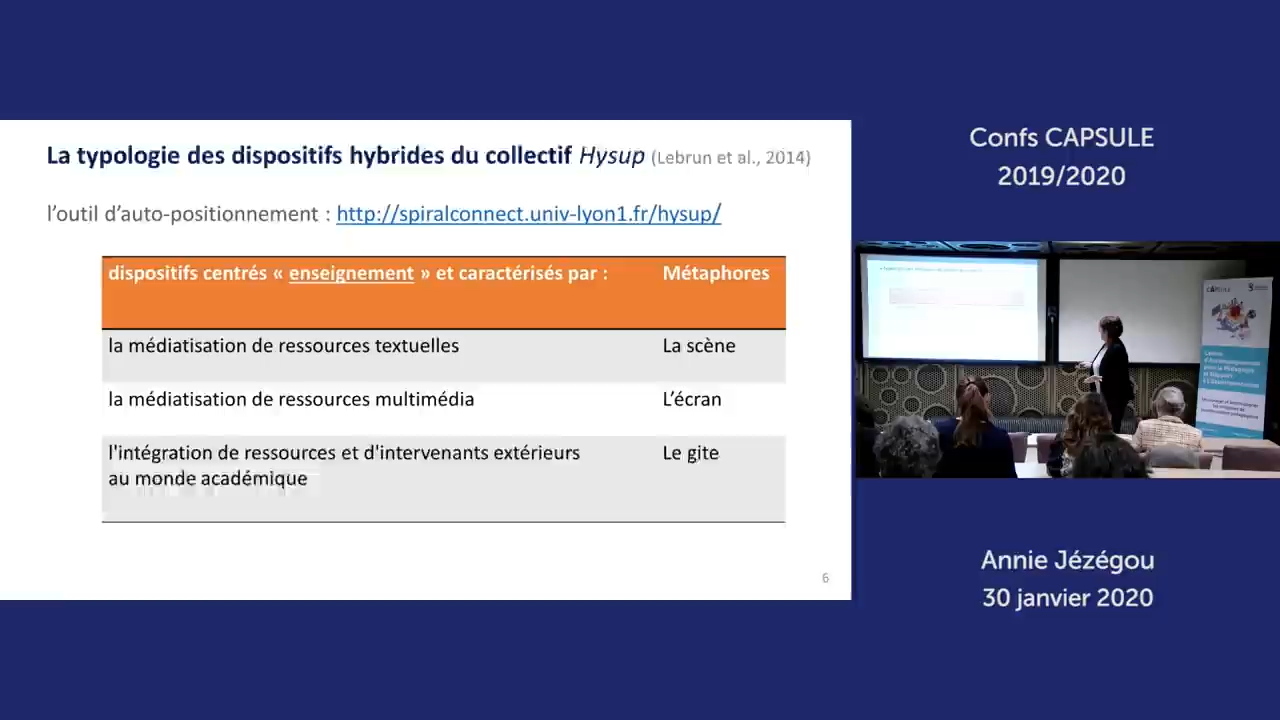 La typologie des dispositifs hybrides du collectif Hysup (Lebrun et al., 2014)
l'outil d'auto-positionnement : http://spiralconnect.univ-lyon1.fr/hysup/
dispositifs centrés « enseignement » et caractérisés par : Métaphores
la médiatisation de ressources textuelles La scène
la médiatisation de ressources multimédia L'écran
l'intégration de ressources et d'intervenants extérieurs Le gite
au monde académique
6
Confs CAPSULE
2019/2020
CAPSULE
Annie Jézégou
30 janvier 2020